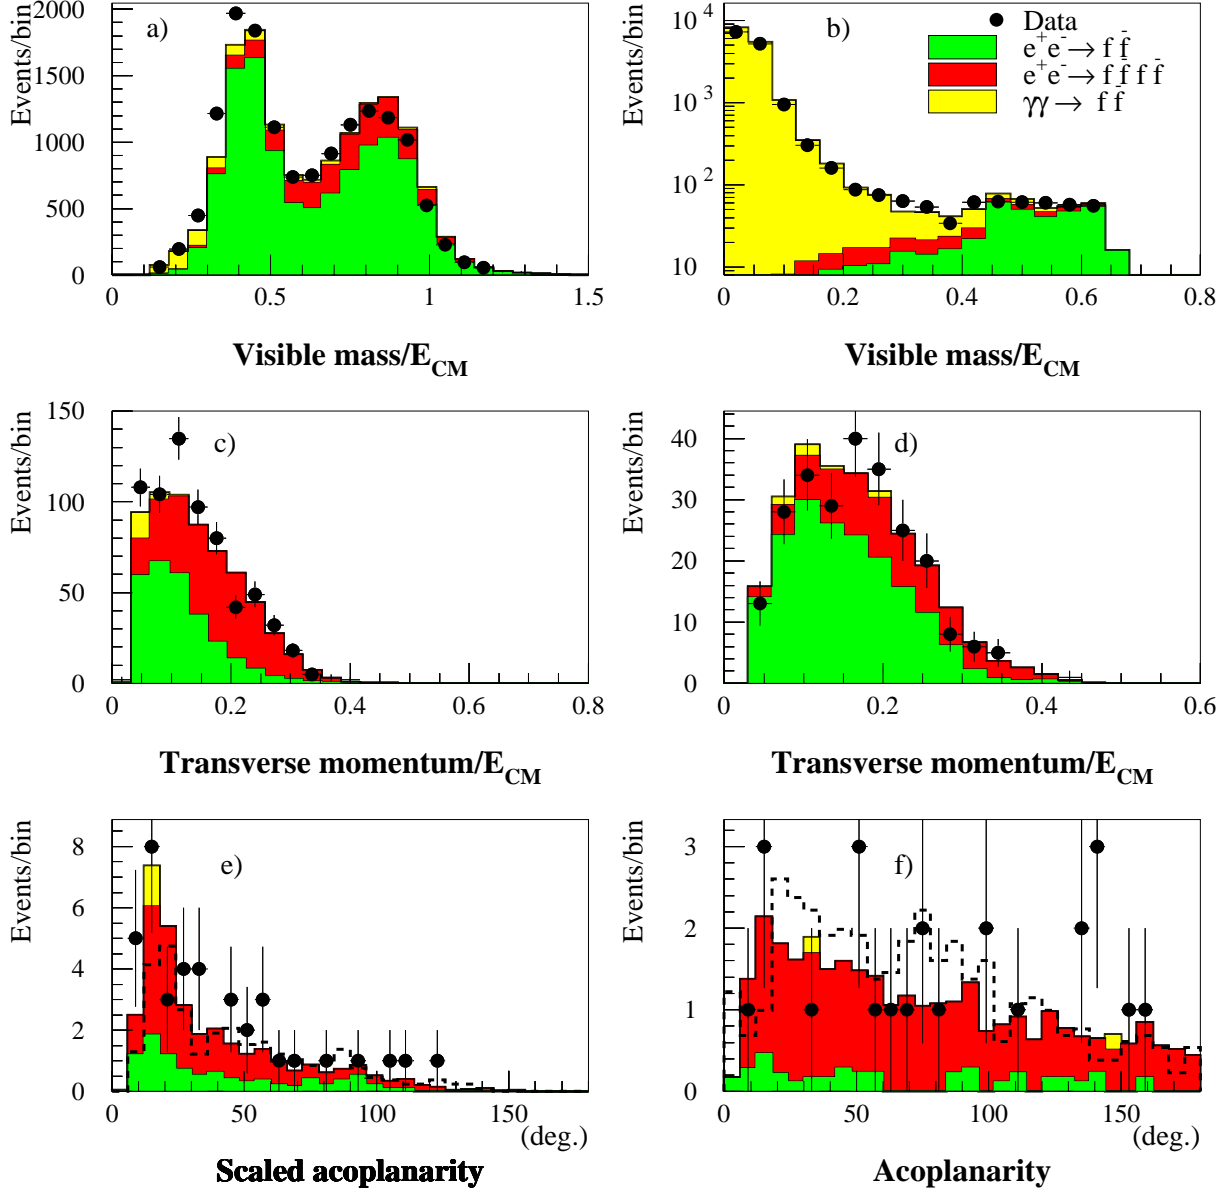 a)
Events/bin
2000
1500
1000
500
0
0 0.5 1 1.5
Visible mass/E_CM
b)
Events/bin
10^4
10^3
10^2
10
0 0.2 0.4 0.6 0.8
Data
e⁺e⁻→ f f̄
e⁺e⁻→ f f̄ f f̄
γγ → f f̄
Visible mass/E_CM
c)
Events/bin
150
100
50
0
0 0.2 0.4 0.6 0.8
Transverse momentum/E_CM
d)
Events/bin
40
30
20
10
0
0 0.2 0.4 0.6
Transverse momentum/E_CM
e)
Events/bin
8
6
4
2
0
0 50 100 150
(deg.)
Scaled acoplanarity
f)
Events/bin
3
2
1
0
0 50 100 150
(deg.)
Acoplanarity